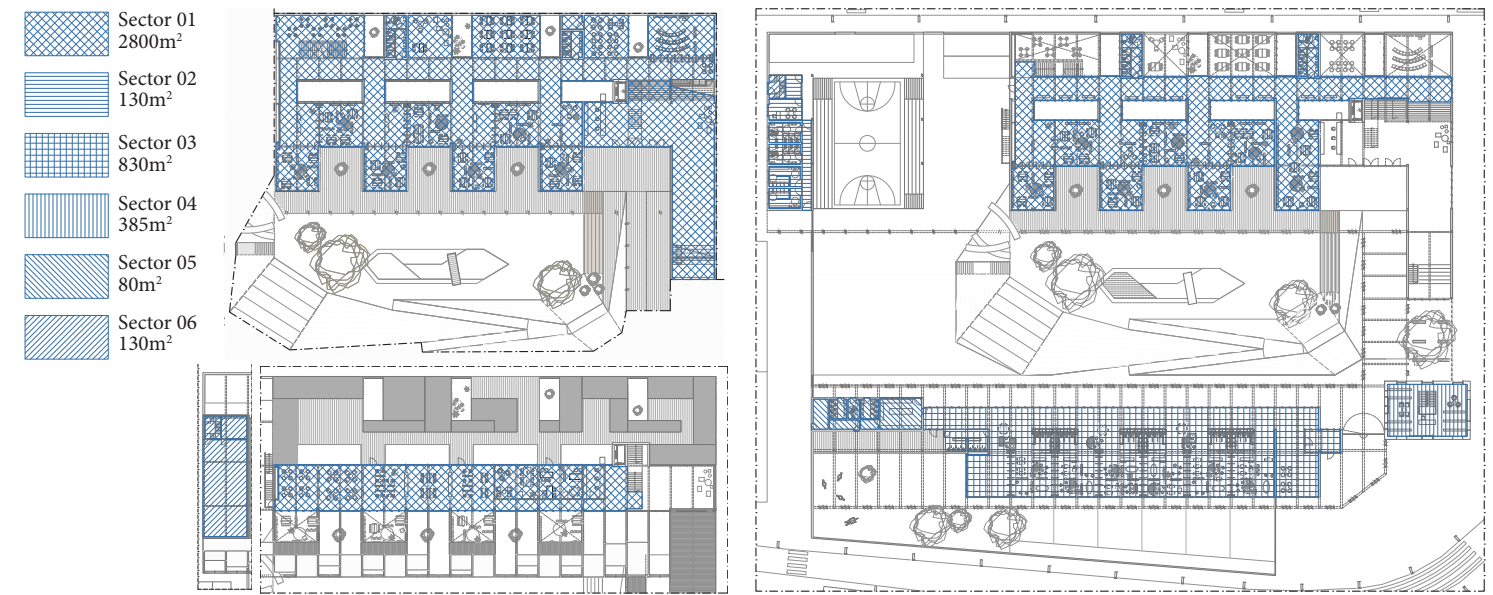 Sector 01
2800m²
Sector 02
130m²
Sector 03
830m²
Sector 04
385m²
Sector 05
80m²
Sector 06
130m²